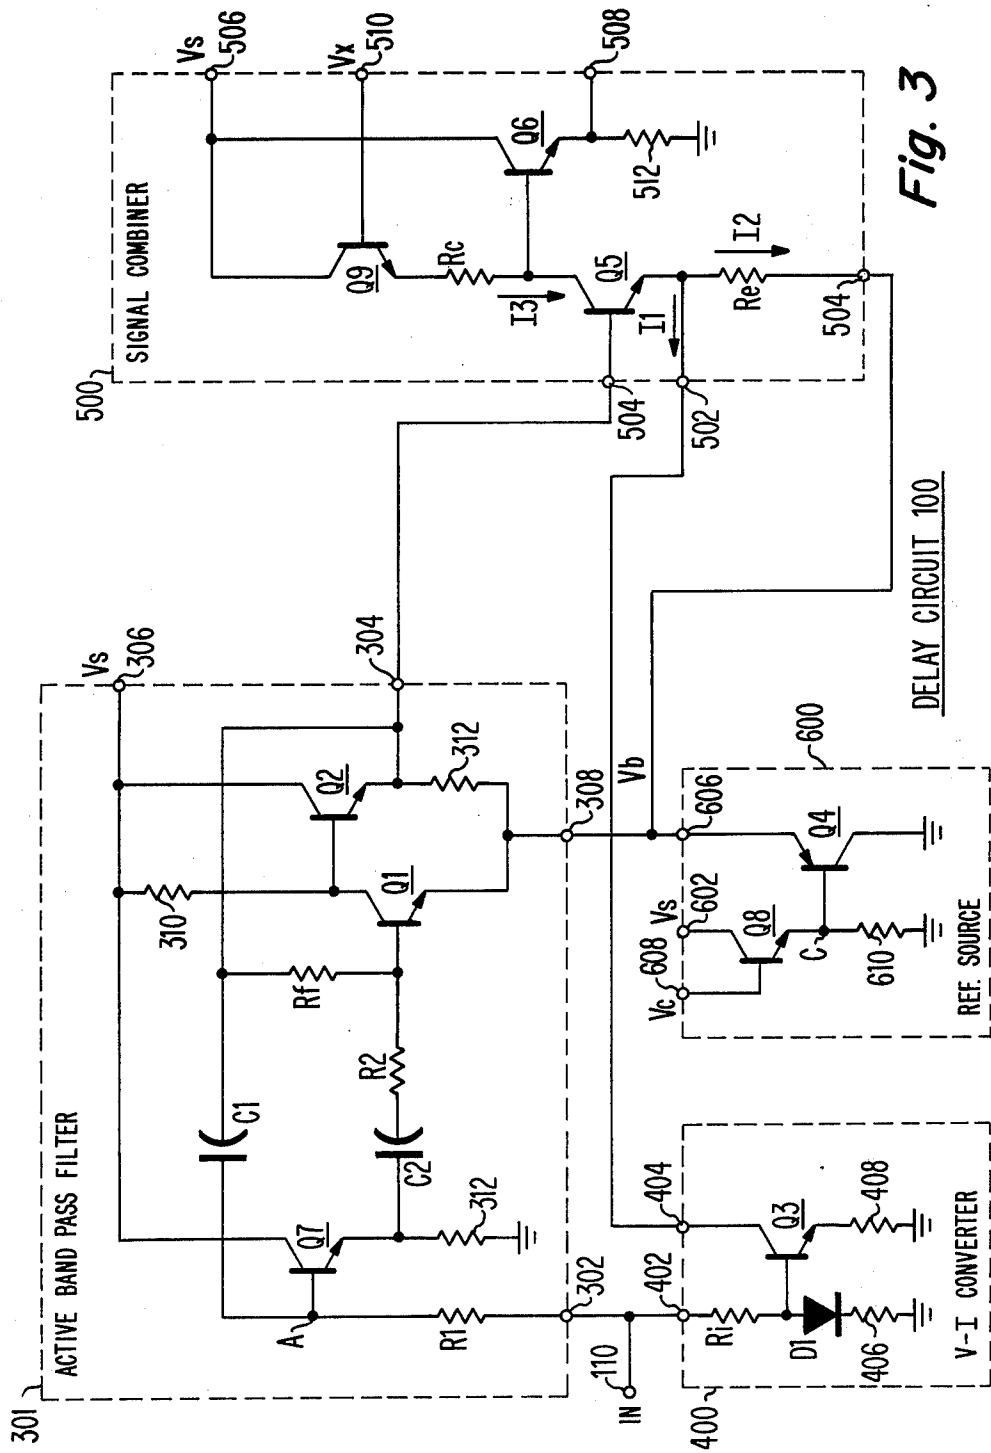 301
ACTIVE BAND PASS FILTER
Vs
306
310
C1
Q2
304
Rf
Q1
312
A
Q7
C2
R2
312
R1
302
308
IN
110
402
404
Ri
D1
Q3
406
408
V-I CONVERTER
400
Vb
Vc
608
Vs
602
606
Q8
C
Q4
610
REF. SOURCE
600
500
SIGNAL COMBINER
Vs
506
Vx
510
508
Q9
Rc
Q6
512
I3
Q5
I1
I2
Re
504
502
504
DELAY CIRCUIT 100
Fig. 3